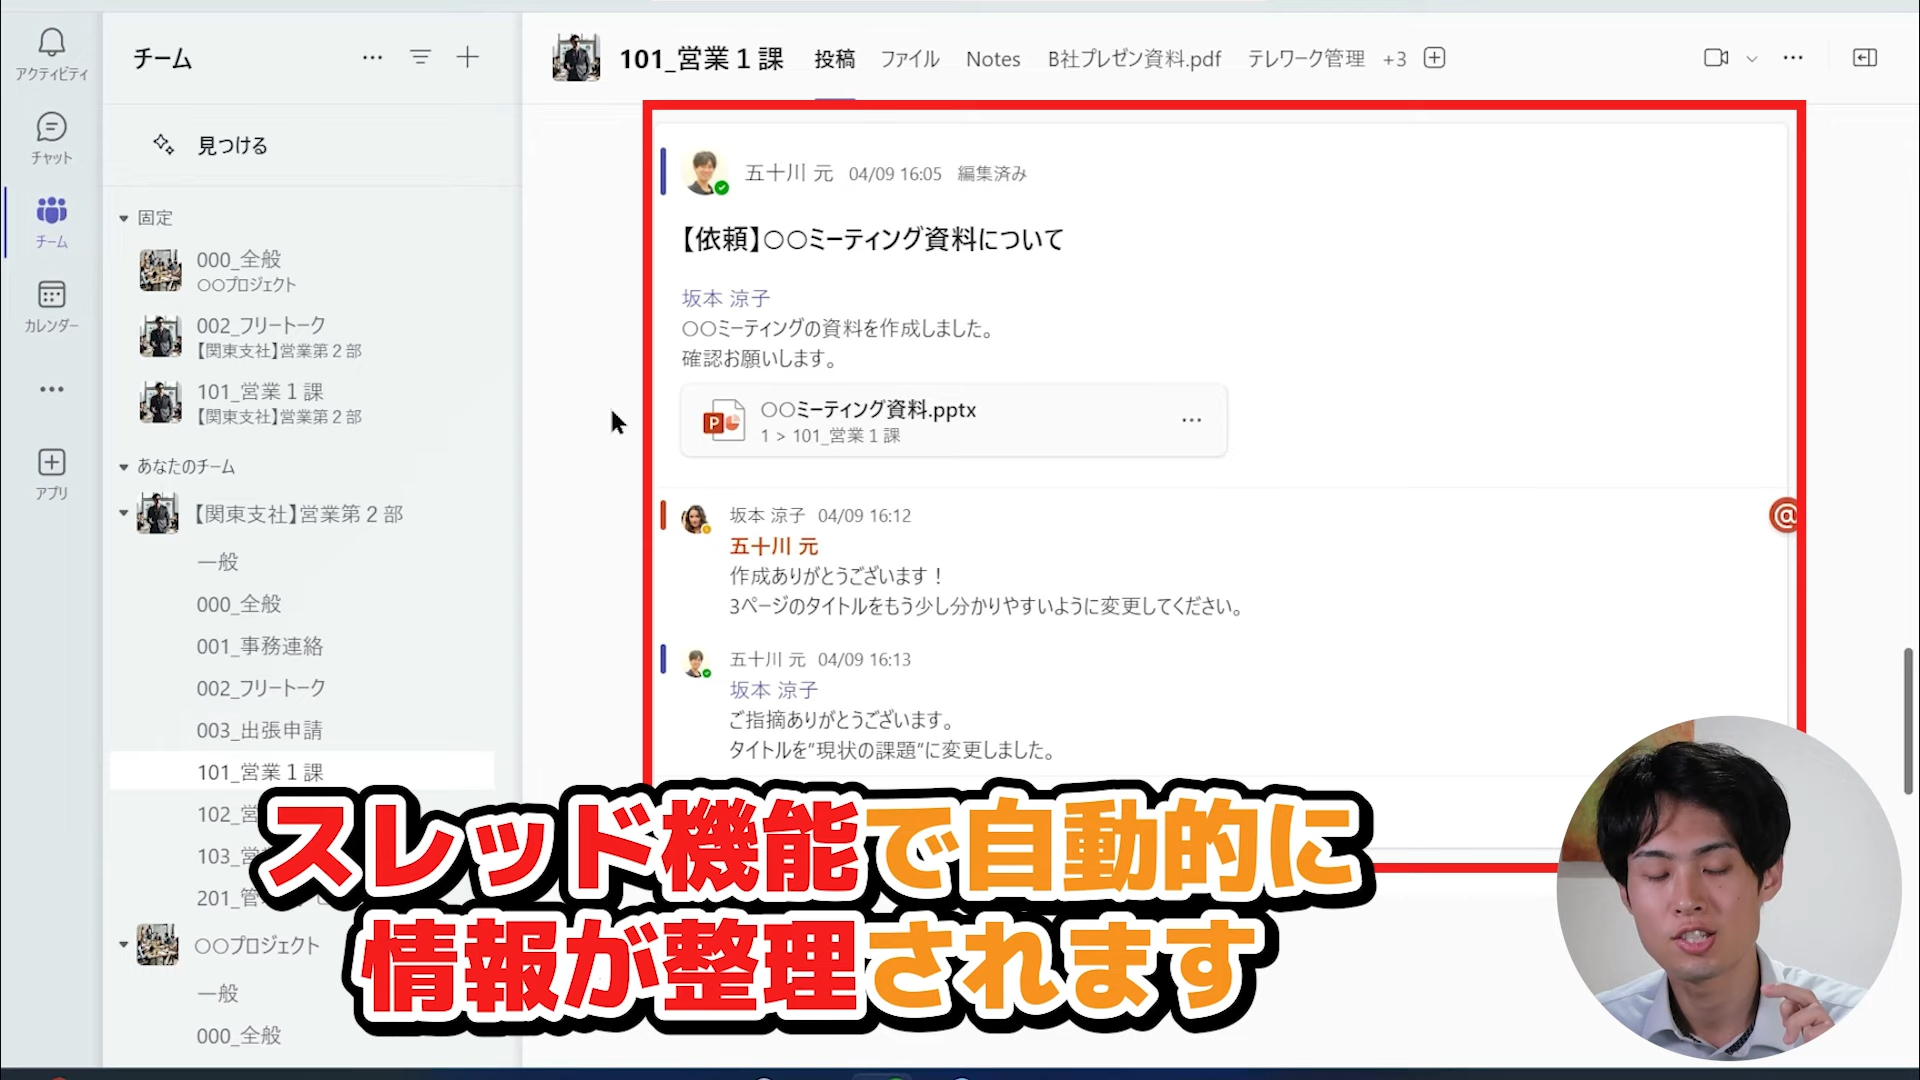 アクティビティ
チャット
チーム
カレンダー
アプリ
チーム
見つける
固定
000_全般
○○プロジェクト
002_フリートーク
【関東支社】営業第２部
101_営業１課
【関東支社】営業第２部
あなたのチーム
【関東支社】営業第２部
一般
000_全般
001_事務連絡
002_フリートーク
003_出張申請
101_営業１課
102_営
103_営
201_管
○○プロジェクト
一般
000_全般
101_営業１課 投稿 ファイル Notes B社プレゼン資料.pdf テレワーク管理 +3
五十川 元 04/09 16:05 編集済み
【依頼】○○ミーティング資料について
坂本 涼子
○○ミーティングの資料を作成しました。
確認お願いします。
○○ミーティング資料.pptx
1 > 101_営業１課
坂本 涼子 04/09 16:12
五十川 元
作成ありがとうございます！
3ページのタイトルをもう少し分かりやすいように変更してください。
五十川 元 04/09 16:13
坂本 涼子
ご指摘ありがとうございます。
タイトルを"現状の課題"に変更しました。
スレッド機能で自動的に
情報が整理されます